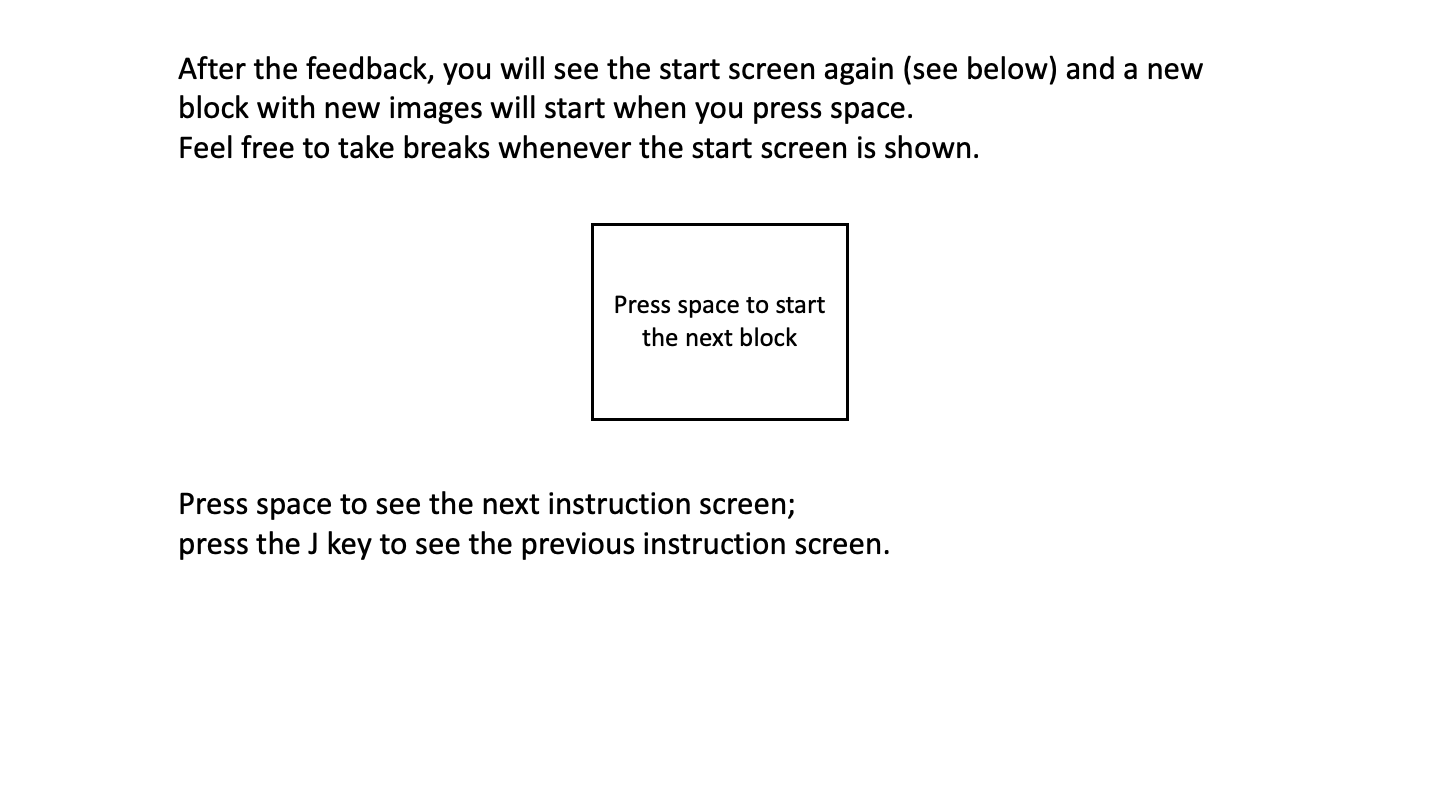 After the feedback, you will see the start screen again (see below) and a new
block with new images will start when you press space.
Feel free to take breaks whenever the start screen is shown.
Press space to start
the next block
Press space to see the next instruction screen;
press the J key to see the previous instruction screen.